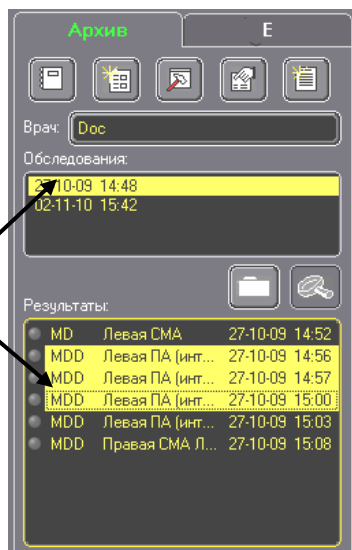 Архив E
Врач: Doc
Обследования:
27-10-09 14:48
02-11-10 15:42
Результаты:
MD Левая СМА 27-10-09 14:52
MDD Левая ПА (инт... 27-10-09 14:56
MDD Левая ПА (инт... 27-10-09 14:57
MDD Левая ПА (инт... 27-10-09 15:00
MDD Левая ПА (инт... 27-10-09 15:03
MDD Правая СМА Л... 27-10-09 15:08